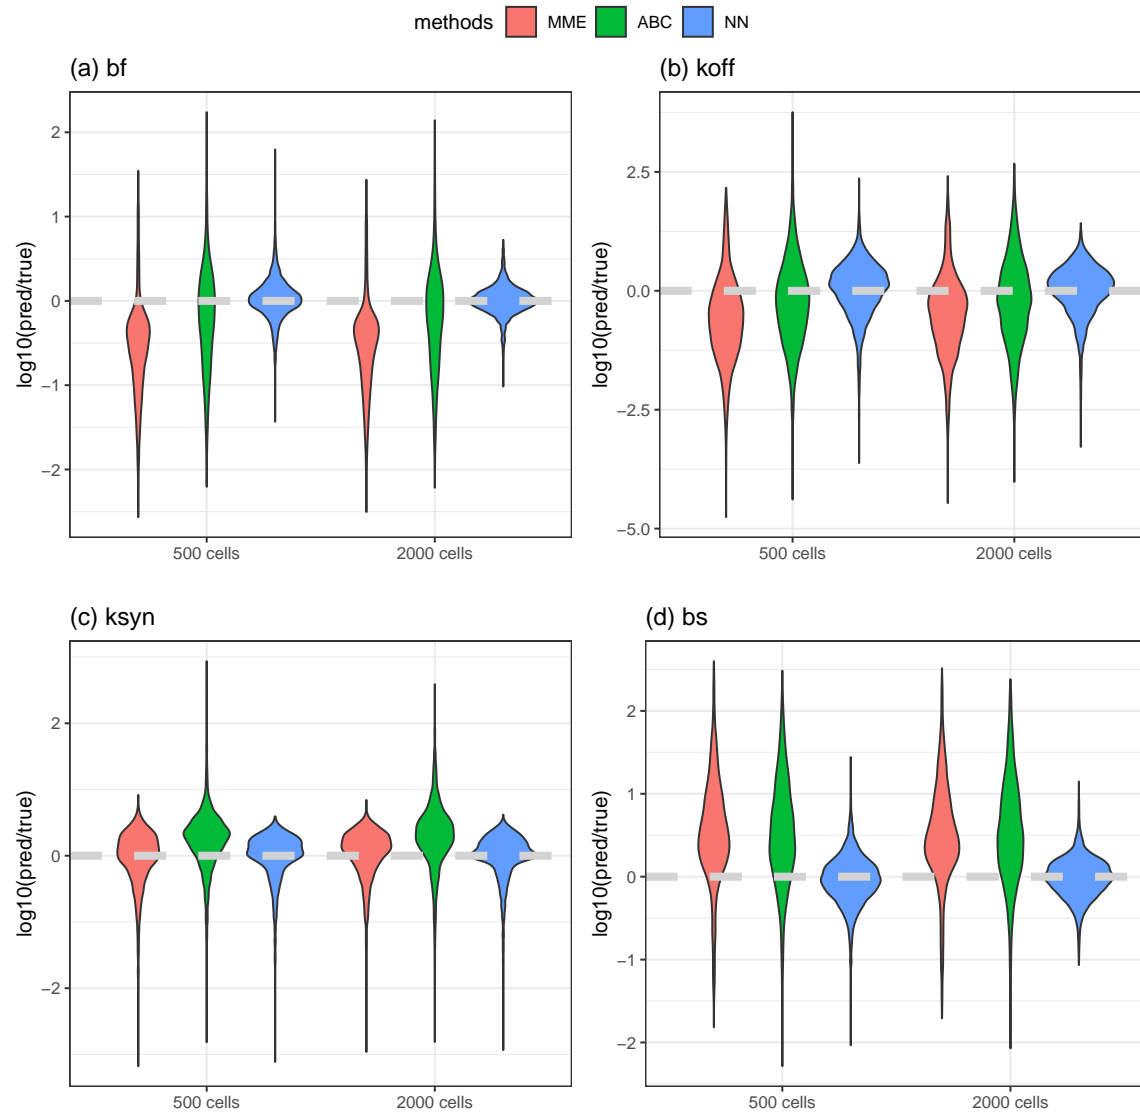 methods MME ABC NN
(a) bf
(b) koff
log10(pred/true)
2
1
0
−1
−2
500 cells
2000 cells
log10(pred/true)
2.5
0.0
−2.5
−5.0
500 cells
2000 cells
(c) ksyn
(d) bs
log10(pred/true)
2
0
−2
500 cells
2000 cells
log10(pred/true)
2
1
0
−1
−2
500 cells
2000 cells